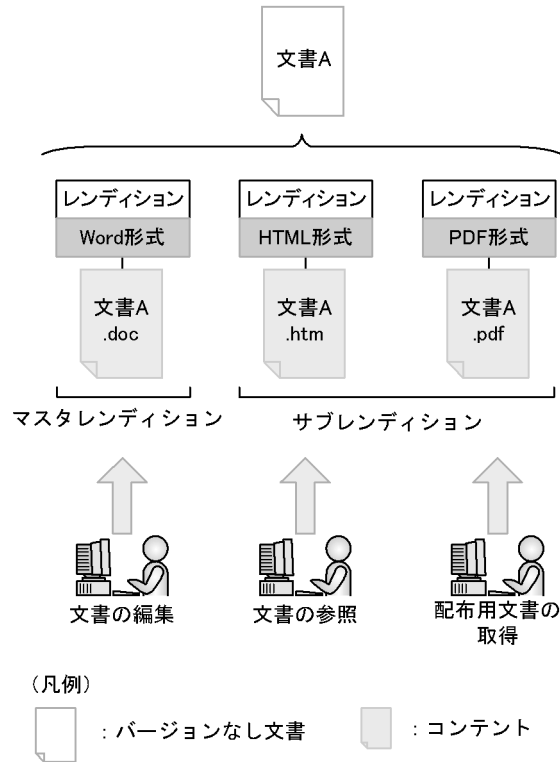 文書A
レンディション
Word形式
文書A
.doc
レンディション
HTML形式
文書A
.htm
レンディション
PDF形式
文書A
.pdf
マスタレンディション
サブレンディション
文書の編集
文書の参照
配布用文書の
取得
(凡例)
:バージョンなし文書
:コンテント